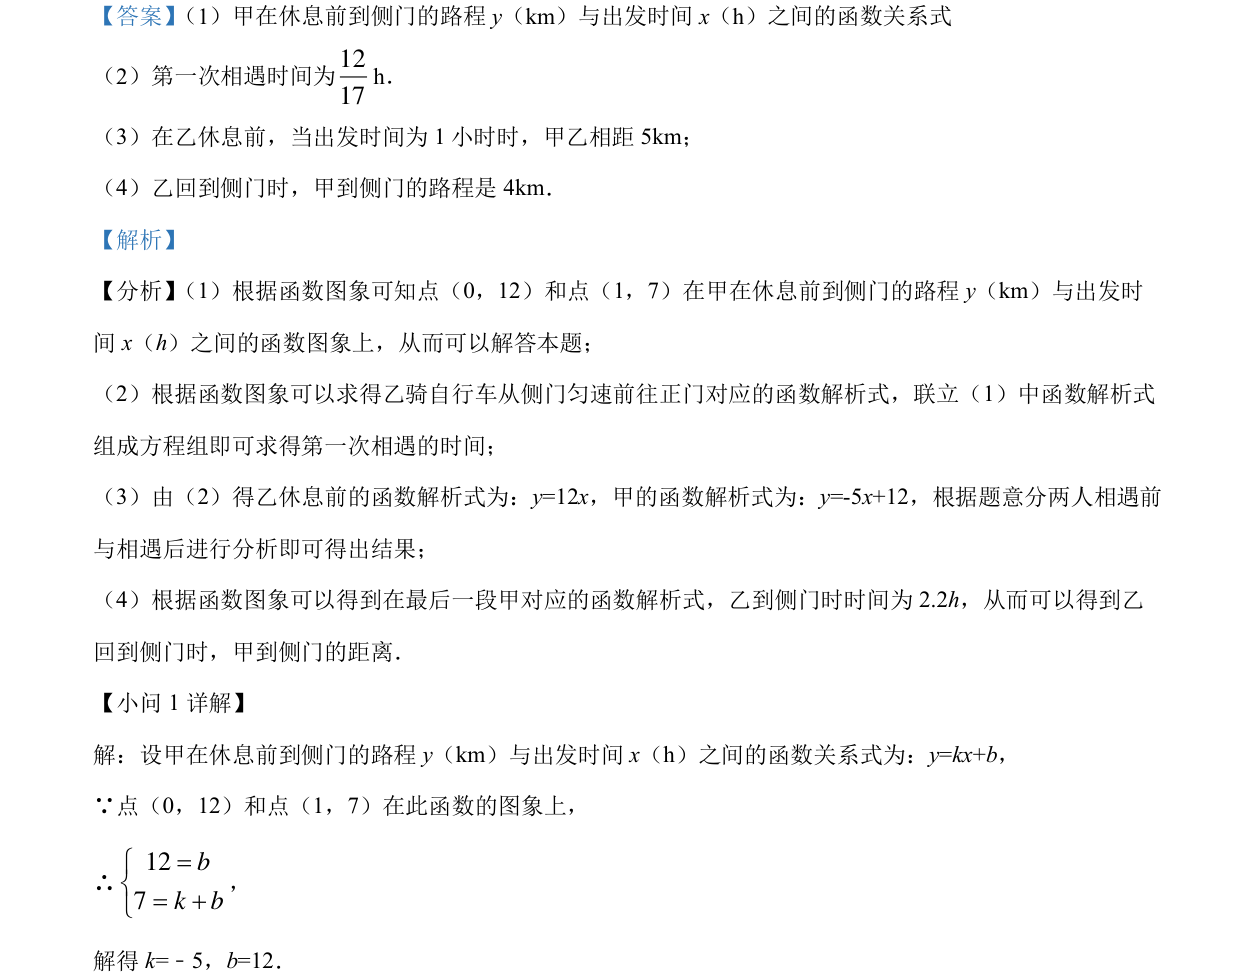 【答案】（1）甲在休息前到侧门的路程 y（km）与出发时间 x（h）之间的函数关系式
（2）第一次相遇时间为 12/17 h．
（3）在乙休息前，当出发时间为 1 小时时，甲乙相距 5km；
（4）乙回到侧门时，甲到侧门的路程是 4km．
【解析】
【分析】（1）根据函数图象可知点（0，12）和点（1，7）在甲在休息前到侧门的路程 y（km）与出发时
间 x（h）之间的函数图象上，从而可以解答本题；
（2）根据函数图象可以求得乙骑自行车从侧门匀速前往正门对应的函数解析式，联立（1）中函数解析式
组成方程组即可求得第一次相遇的时间；
（3）由（2）得乙休息前的函数解析式为：y=12x，甲的函数解析式为：y=-5x+12，根据题意分两人相遇前
与相遇后进行分析即可得出结果；
（4）根据函数图象可以得到在最后一段甲对应的函数解析式，乙到侧门时时间为 2.2h，从而可以得到乙
回到侧门时，甲到侧门的距离．
【小问 1 详解】
解：设甲在休息前到侧门的路程 y（km）与出发时间 x（h）之间的函数关系式为：y=kx+b，
∵点（0，12）和点（1，7）在此函数的图象上，
∴{12=b
7=k+b，
解得 k=﹣5，b=12．